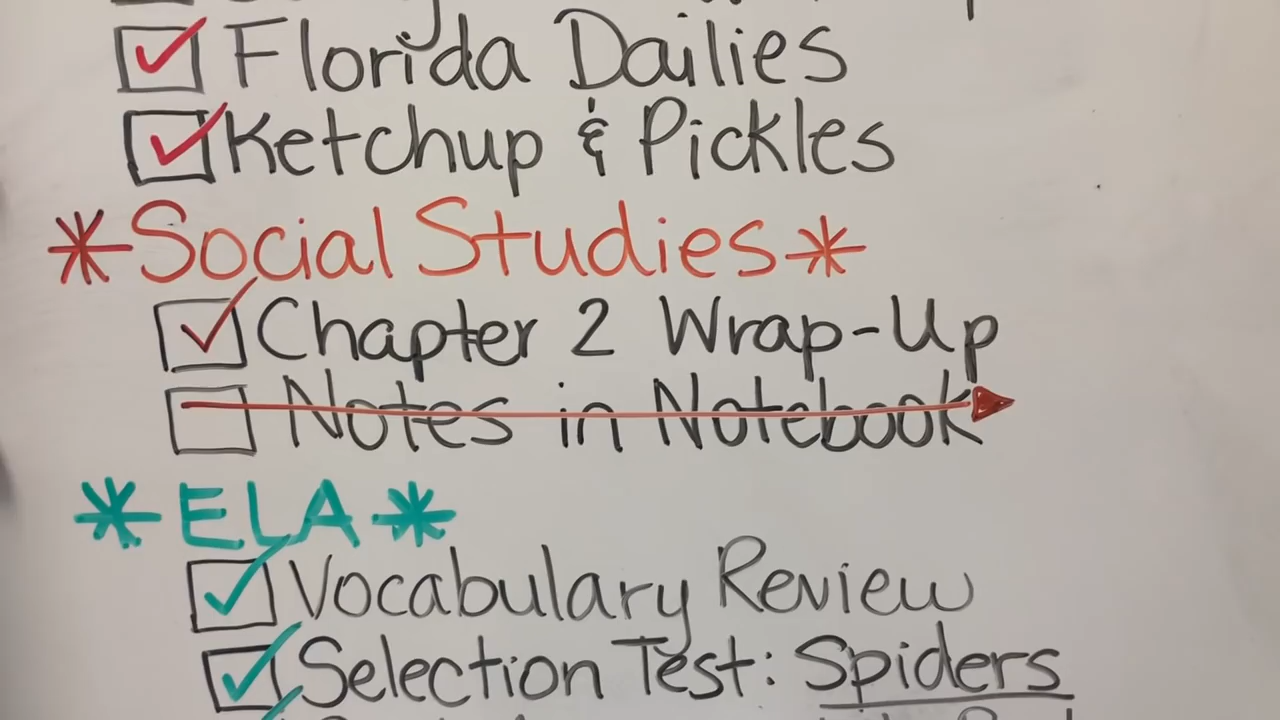 Florida Dailies
Ketchup & Pickles
*Social Studies*
Chapter 2 Wrap-Up
Notes in Notebook
*ELA*
Vocabulary Review
Selection Test: Spiders